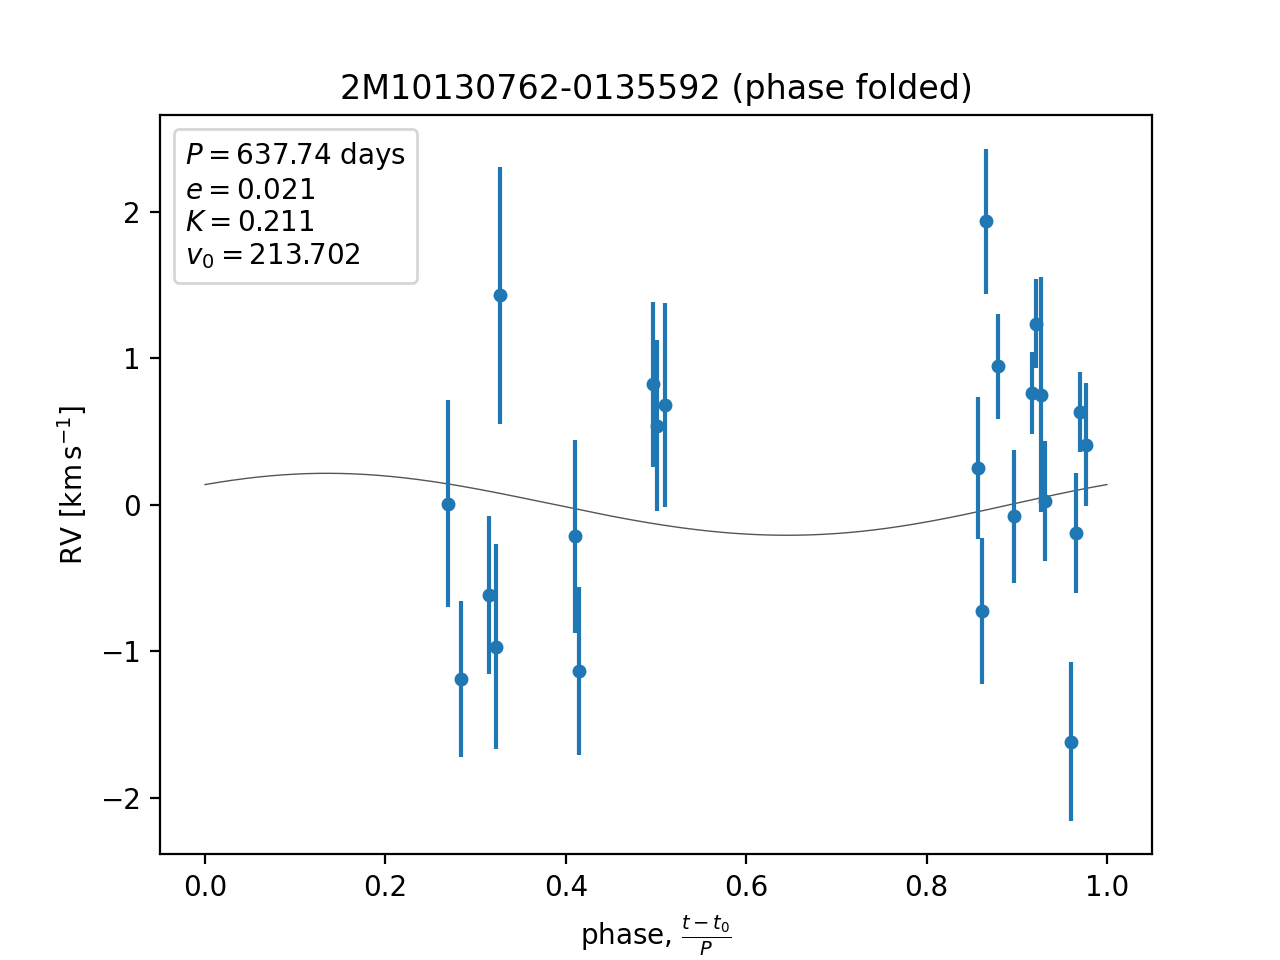 2M10130762-0135592 (phase folded)
P = 637.74 days
e = 0.021
K = 0.211
v₀ = 213.702
2
1
0
−1
−2
RV [km s⁻¹]
0.0 0.2 0.4 0.6 0.8 1.0
phase, (t − t₀)/P